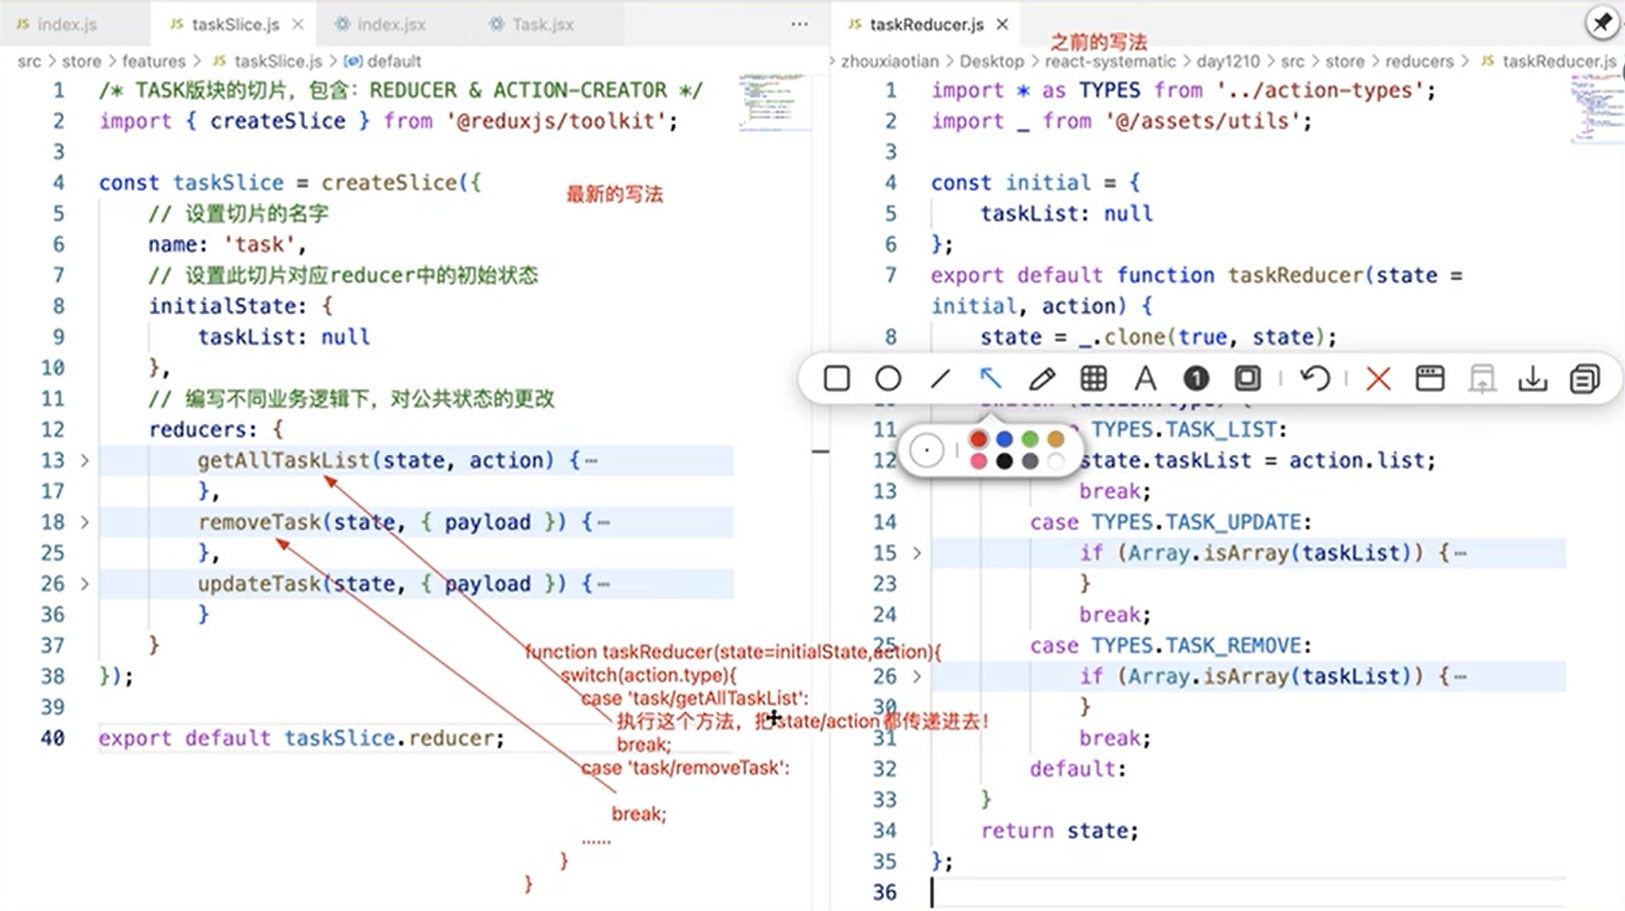 index.js
taskSlice.js
index.jsx
Task.jsx
src > store > features > taskSlice.js > default
1 /* TASK版块的切片，包含：REDUCER & ACTION-CREATOR */
2 import { createSlice } from '@reduxjs/toolkit';
3
4 const taskSlice = createSlice({
最新的写法
5 // 设置切片的名字
6 name: 'task',
7 // 设置此切片对应reducer中的初始状态
8 initialState: {
9 taskList: null
10 },
11 // 编写不同业务逻辑下，对公共状态的更改
12 reducers: {
13 getAllTaskList(state, action) {⋯
17 },
18 removeTask(state, { payload }) {⋯
25 },
26 updateTask(state, { payload }) {⋯
36 }
37 }
38 });
39
40 export default taskSlice.reducer;
function taskReducer(state=initialState,action){
switch(action.type){
case 'task/getAllTaskList':
执行这个方法，把state/action都传递进去！
break;
case 'task/removeTask':
break;
......
}
}
taskReducer.js
之前的写法
zhouxiaotian > Desktop > react-systematic > day1210 > src > store > reducers > taskReducer.js
1 import * as TYPES from '../action-types';
2 import _ from '@/assets/utils';
3
4 const initial = {
5 taskList: null
6 };
7 export default function taskReducer(state =
initial, action) {
8 state = _.clone(true, state);
A
1
11 TYPES.TASK_LIST:
12 state.taskList = action.list;
13 break;
14 case TYPES.TASK_UPDATE:
15 if (Array.isArray(taskList)) {⋯
23 }
24 break;
25 case TYPES.TASK_REMOVE:
26 if (Array.isArray(taskList)) {⋯
30 }
31 break;
32 default:
33 }
34 return state;
35 };
36